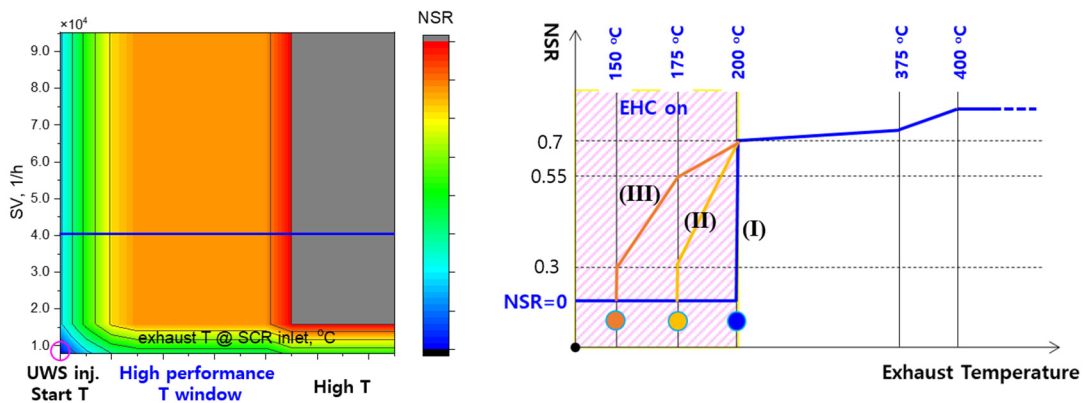 ×10⁴
NSR
9.0
8.0
7.0
6.0
5.0
4.0
3.0
2.0
1.0
SV, 1/h
exhaust T @ SCR inlet, °C
UWS inj.
Start T
High performance
T window
High T
NSR
150 °C
175 °C
200 °C
375 °C
400 °C
EHC on
0.7
0.55
(III)
(II)
(I)
0.3
NSR=0
Exhaust Temperature